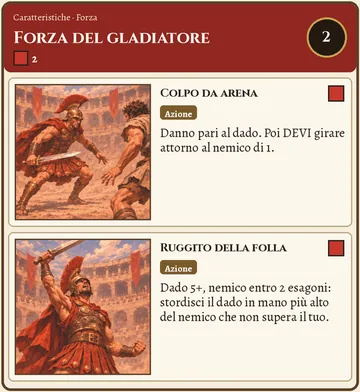 Caratteristiche · Forza
Forza del gladiatore
2
2
Colpo da arena
Azione
Danno pari al dado. Poi DEVI girare
attorno al nemico di 1.
Ruggito della folla
Azione
Dado 5+, nemico entro 2 esagoni:
stordisci il dado in mano più alto
del nemico che non supera il tuo.